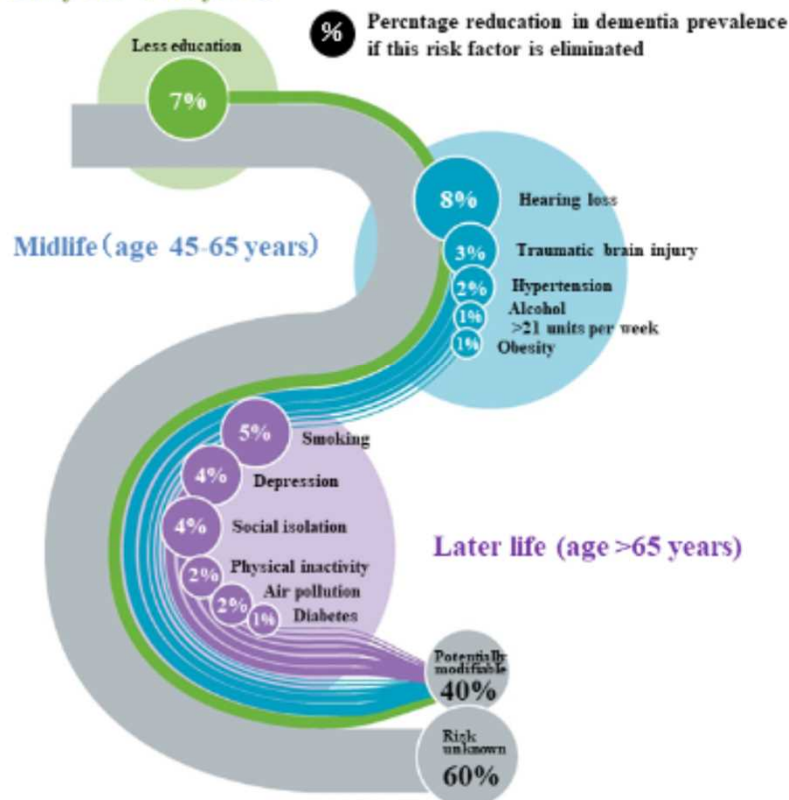 % Percntage reducation in dementia prevalence
if this risk factor is eliminated
Less education
7%
8% Hearing loss
Midlife(age 45-65 years)
3% Traumatic brain injury
2% Hypertension
1% Alcohol
>21 units per week
1% Obesity
5% Smoking
4% Depression
4% Social isolation
Later life (age >65 years)
2% Physical inactivity
2% Air pollution
1% Diabetes
Potentially
modifiable
40%
Risk
unknown
60%